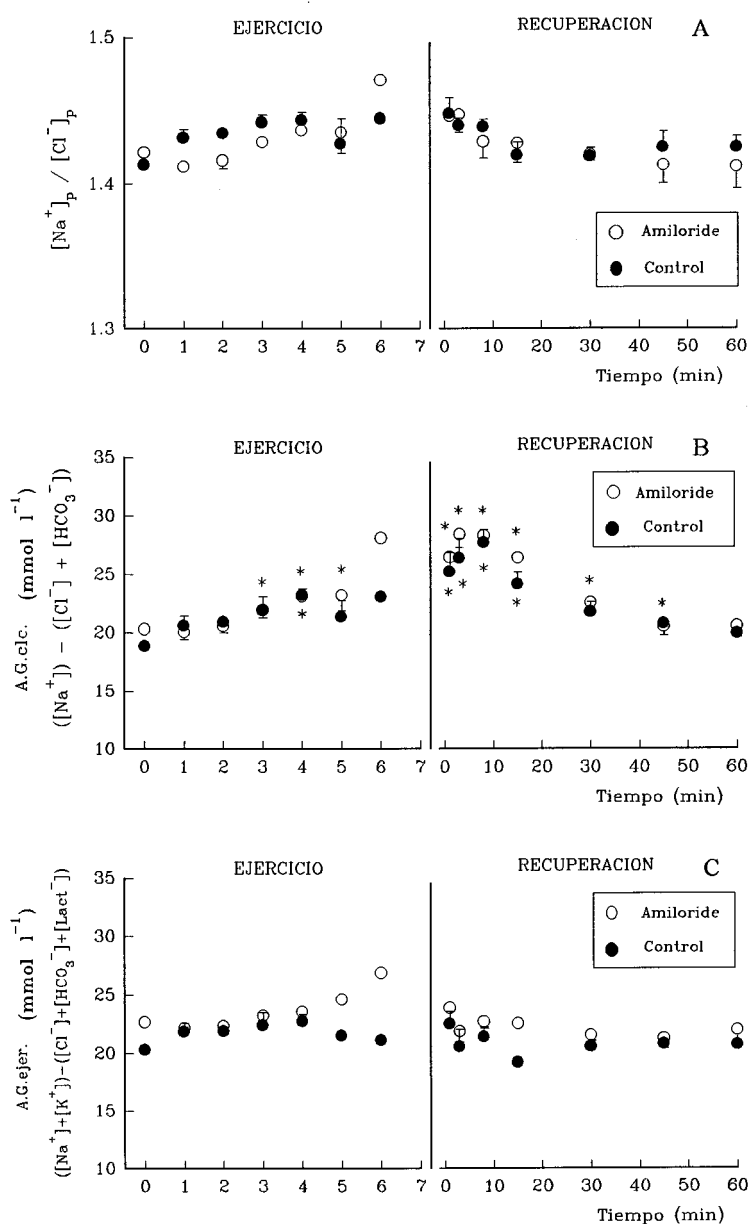 EJERCICIO
RECUPERACION
A
1.5
1.4
1.3
[Na⁺]ₚ / [Cl⁻]ₚ
Amiloride
Control
0 1 2 3 4 5 6 7
0 10 20 30 40 50 60
Tiempo (min)
EJERCICIO
RECUPERACION
B
35
30
25
20
15
10
A.G.clc. (mmol l⁻¹)
([Na⁺]) − ([Cl⁻] + [HCO₃⁻])
Amiloride
Control
* * * *
* * * * * * * * * *
0 1 2 3 4 5 6 7
0 10 20 30 40 50 60
Tiempo (min)
EJERCICIO
RECUPERACION
C
35
30
25
20
15
10
A.G.ejer. (mmol l⁻¹)
([Na⁺]+[K⁺])−([Cl⁻]+[HCO₃⁻]+[Lact⁻])
Amiloride
Control
0 1 2 3 4 5 6 7
0 10 20 30 40 50 60
Tiempo (min)